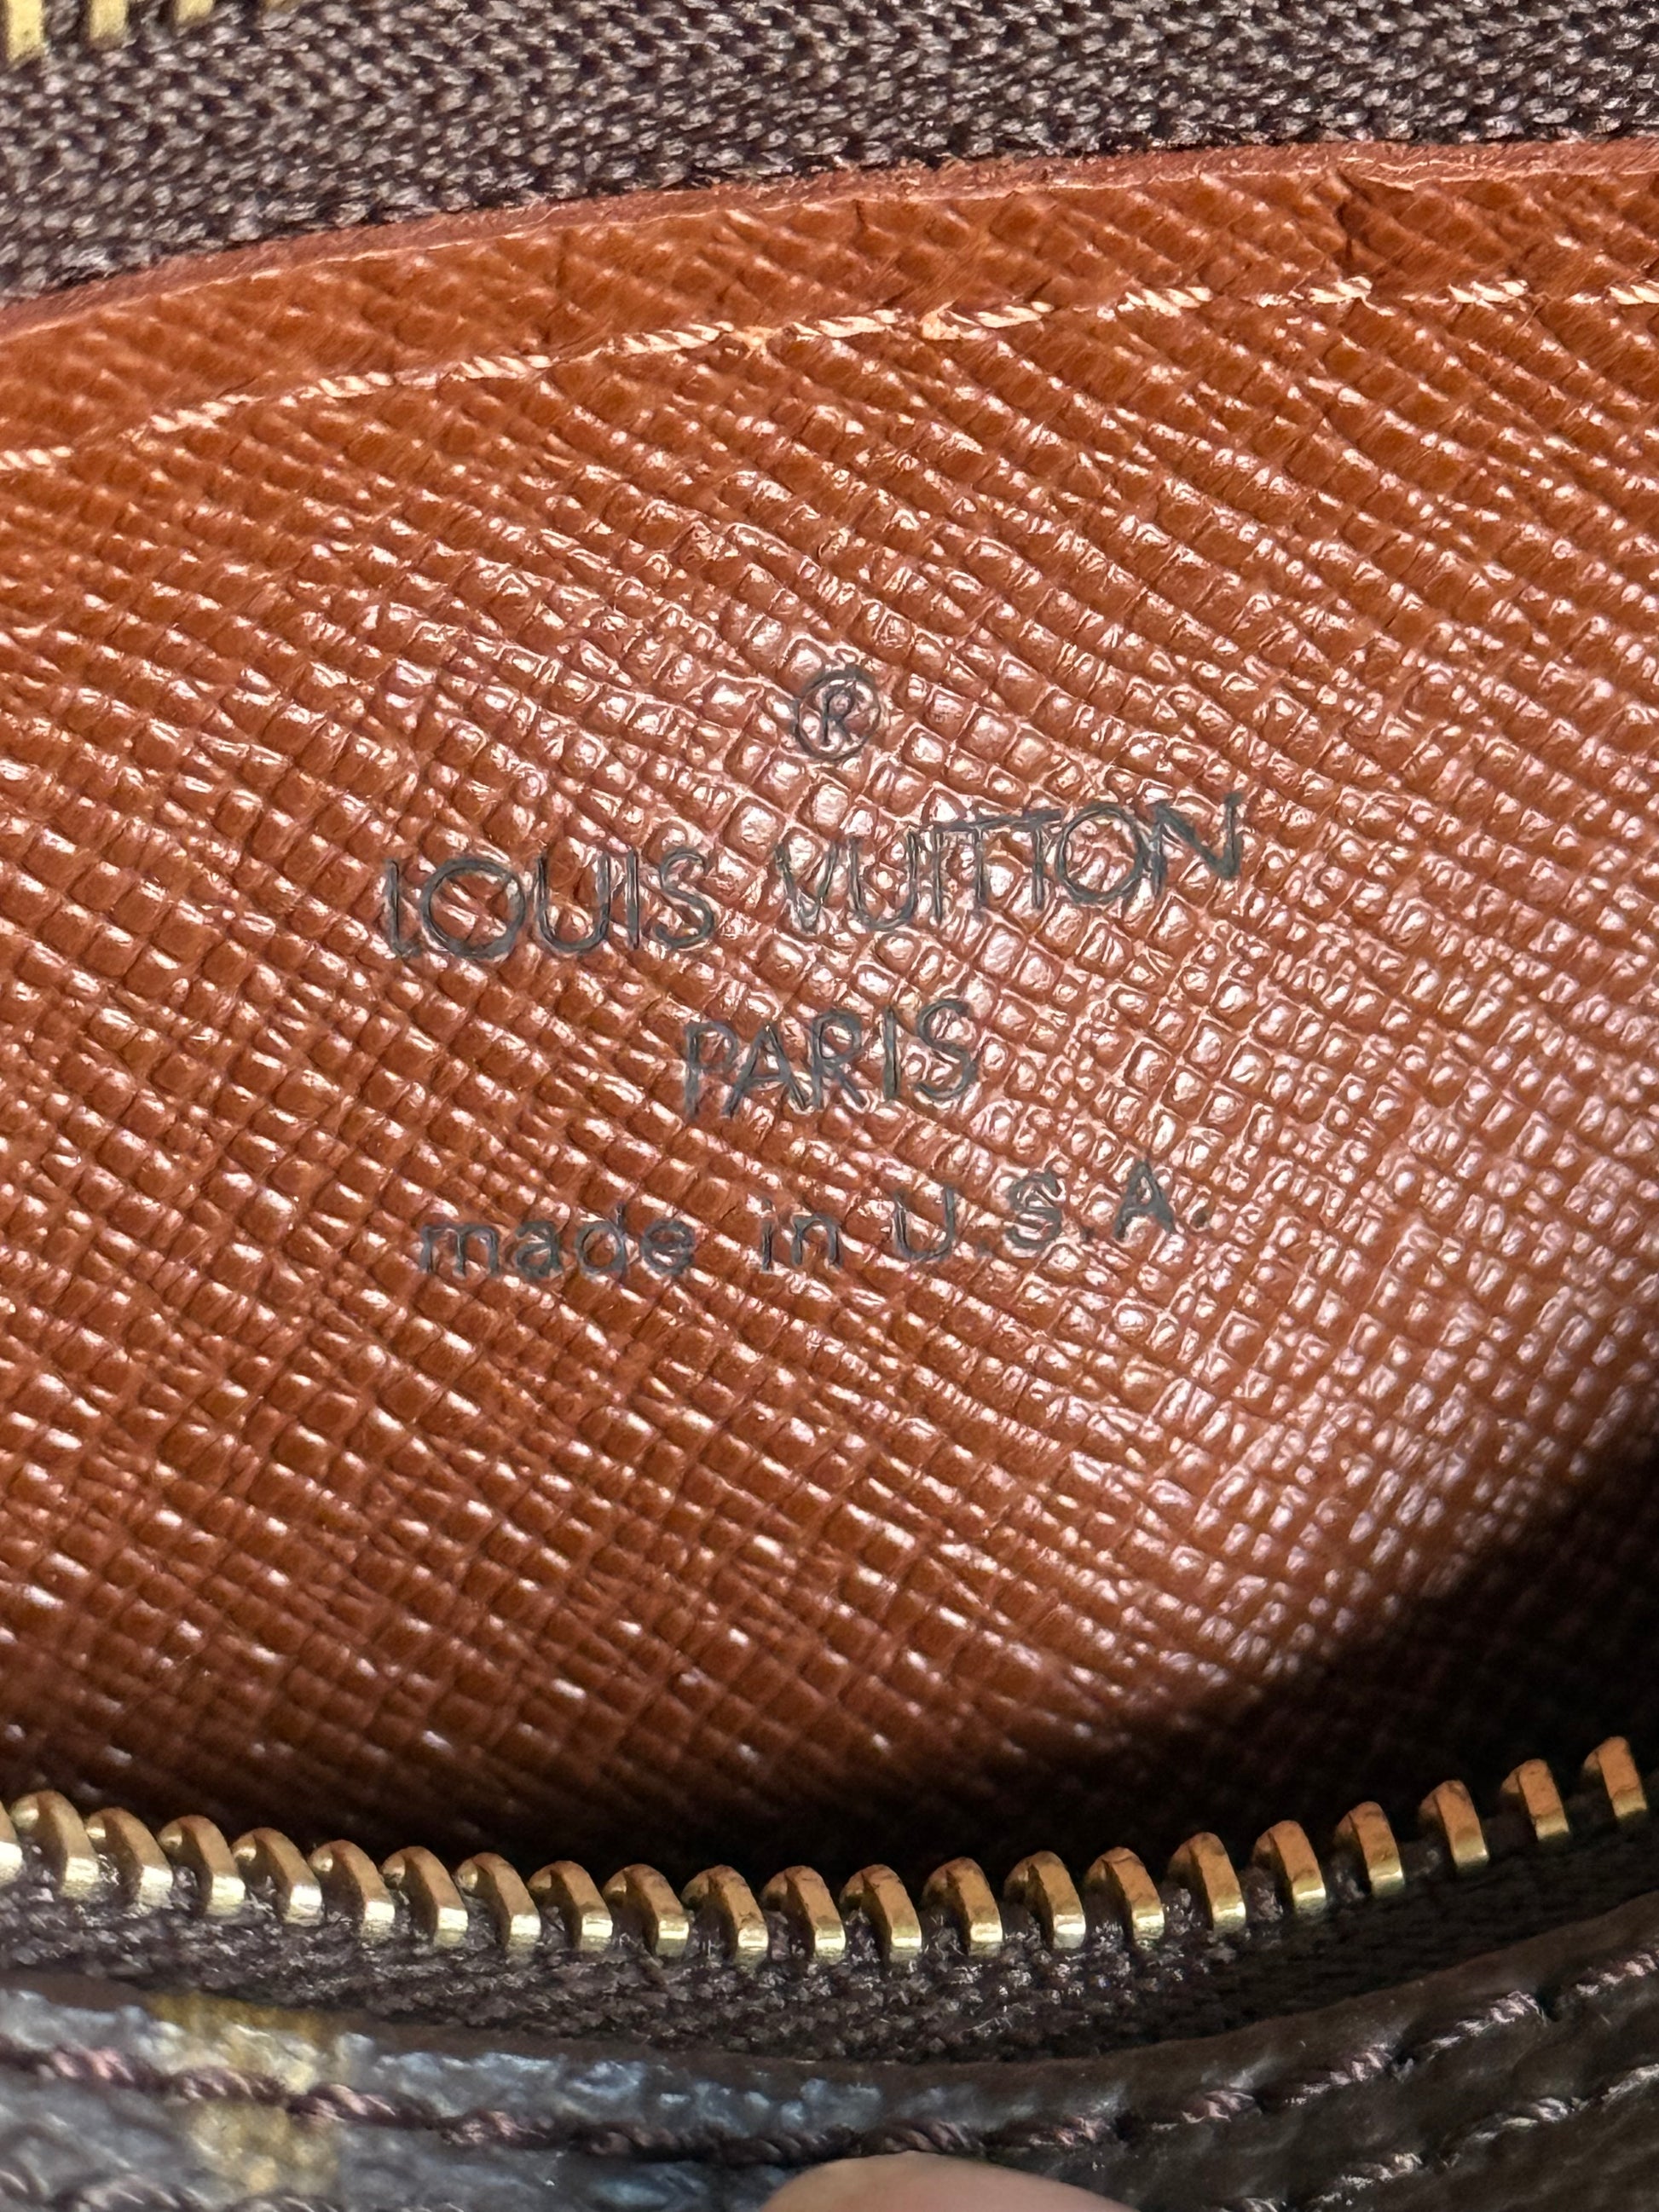 ®
LOUIS VUITTON
PARIS
made in U.S.A.